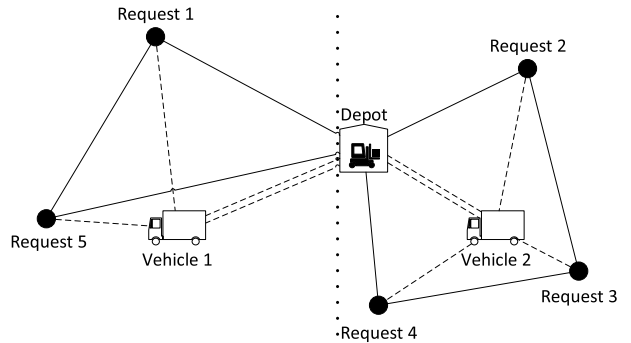 Request 1
Request 2
Depot
Request 5
Vehicle 1
Vehicle 2
Request 3
Request 4